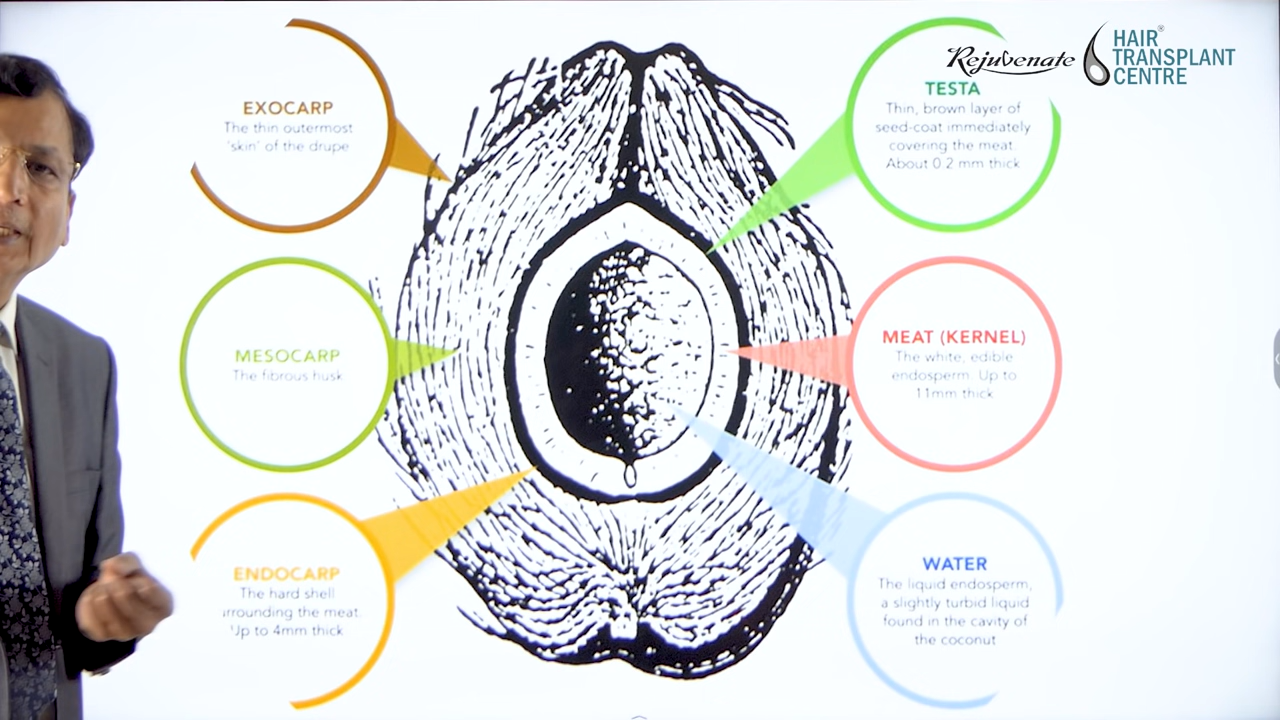 Rejuvenate
HAIR®
TRANSPLANT
CENTRE
EXOCARP
The thin outermost
'skin' of the drupe
TESTA
Thin, brown layer of
seed-coat immediately
covering the meat.
About 0.2 mm thick
MESOCARP
The fibrous husk
MEAT (KERNEL)
The white, edible
endosperm. Up to
11mm thick
ENDOCARP
The hard shell
urrounding the meat.
Up to 4mm thick
WATER
The liquid endosperm,
a slightly turbid liquid
found in the cavity of
the coconut